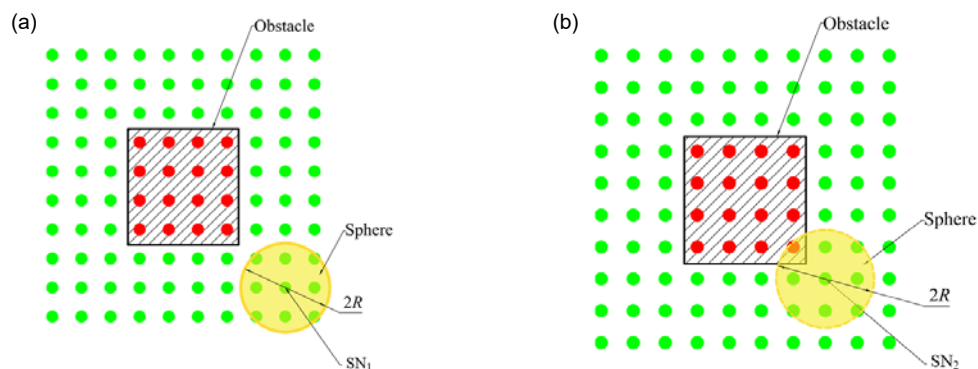 (a)
Obstacle
Sphere
2R
SN₁
(b)
Obstacle
Sphere
2R
SN₂